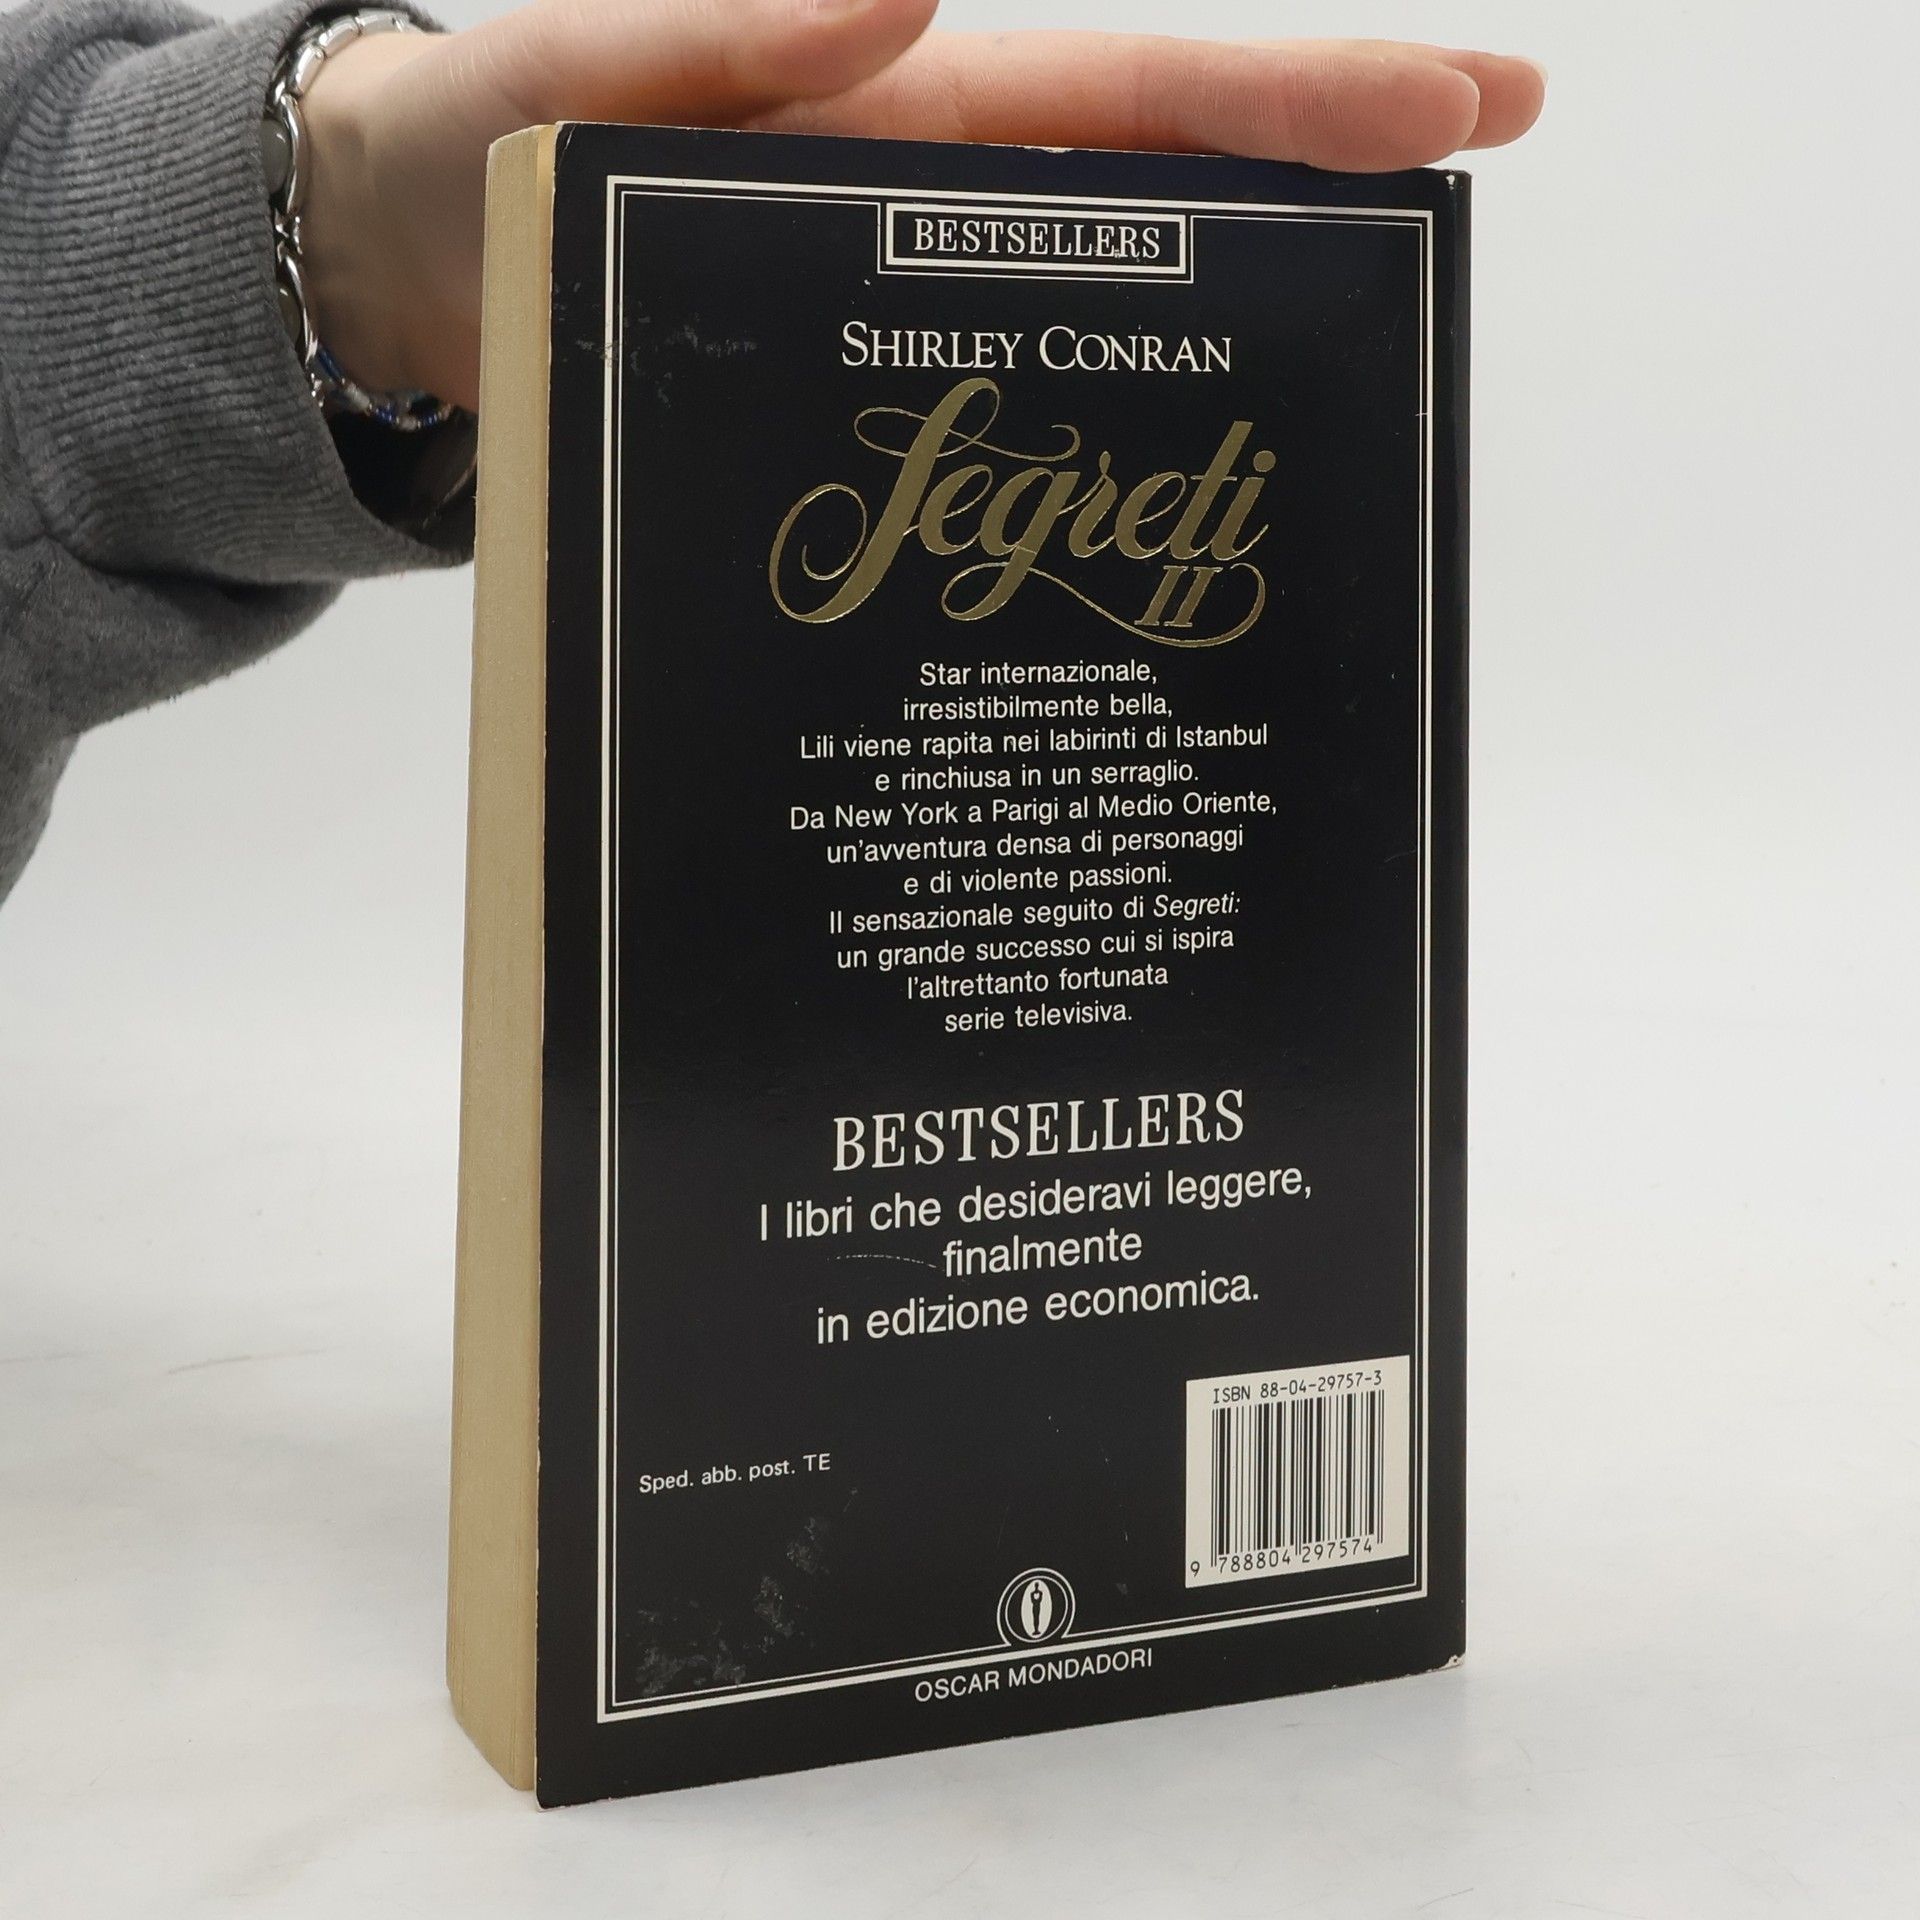 BESTSELLERS
SHIRLEY CONRAN
Segreti
II
Star internazionale,
irresistibilmente bella,
Lili viene rapita nei labirinti di Istanbul
e rinchiusa in un serraglio.
Da New York a Parigi al Medio Oriente,
un'avventura densa di personaggi
e di violente passioni.
Il sensazionale seguito di Segreti:
un grande successo cui si ispira
l'altrettanto fortunata
serie televisiva.
BESTSELLERS
I libri che desideravi leggere,
finalmente
in edizione economica.
ISBN 88-04-29757-3
9 788804 297574
Sped. abb. post. TE
OSCAR MONDADORI